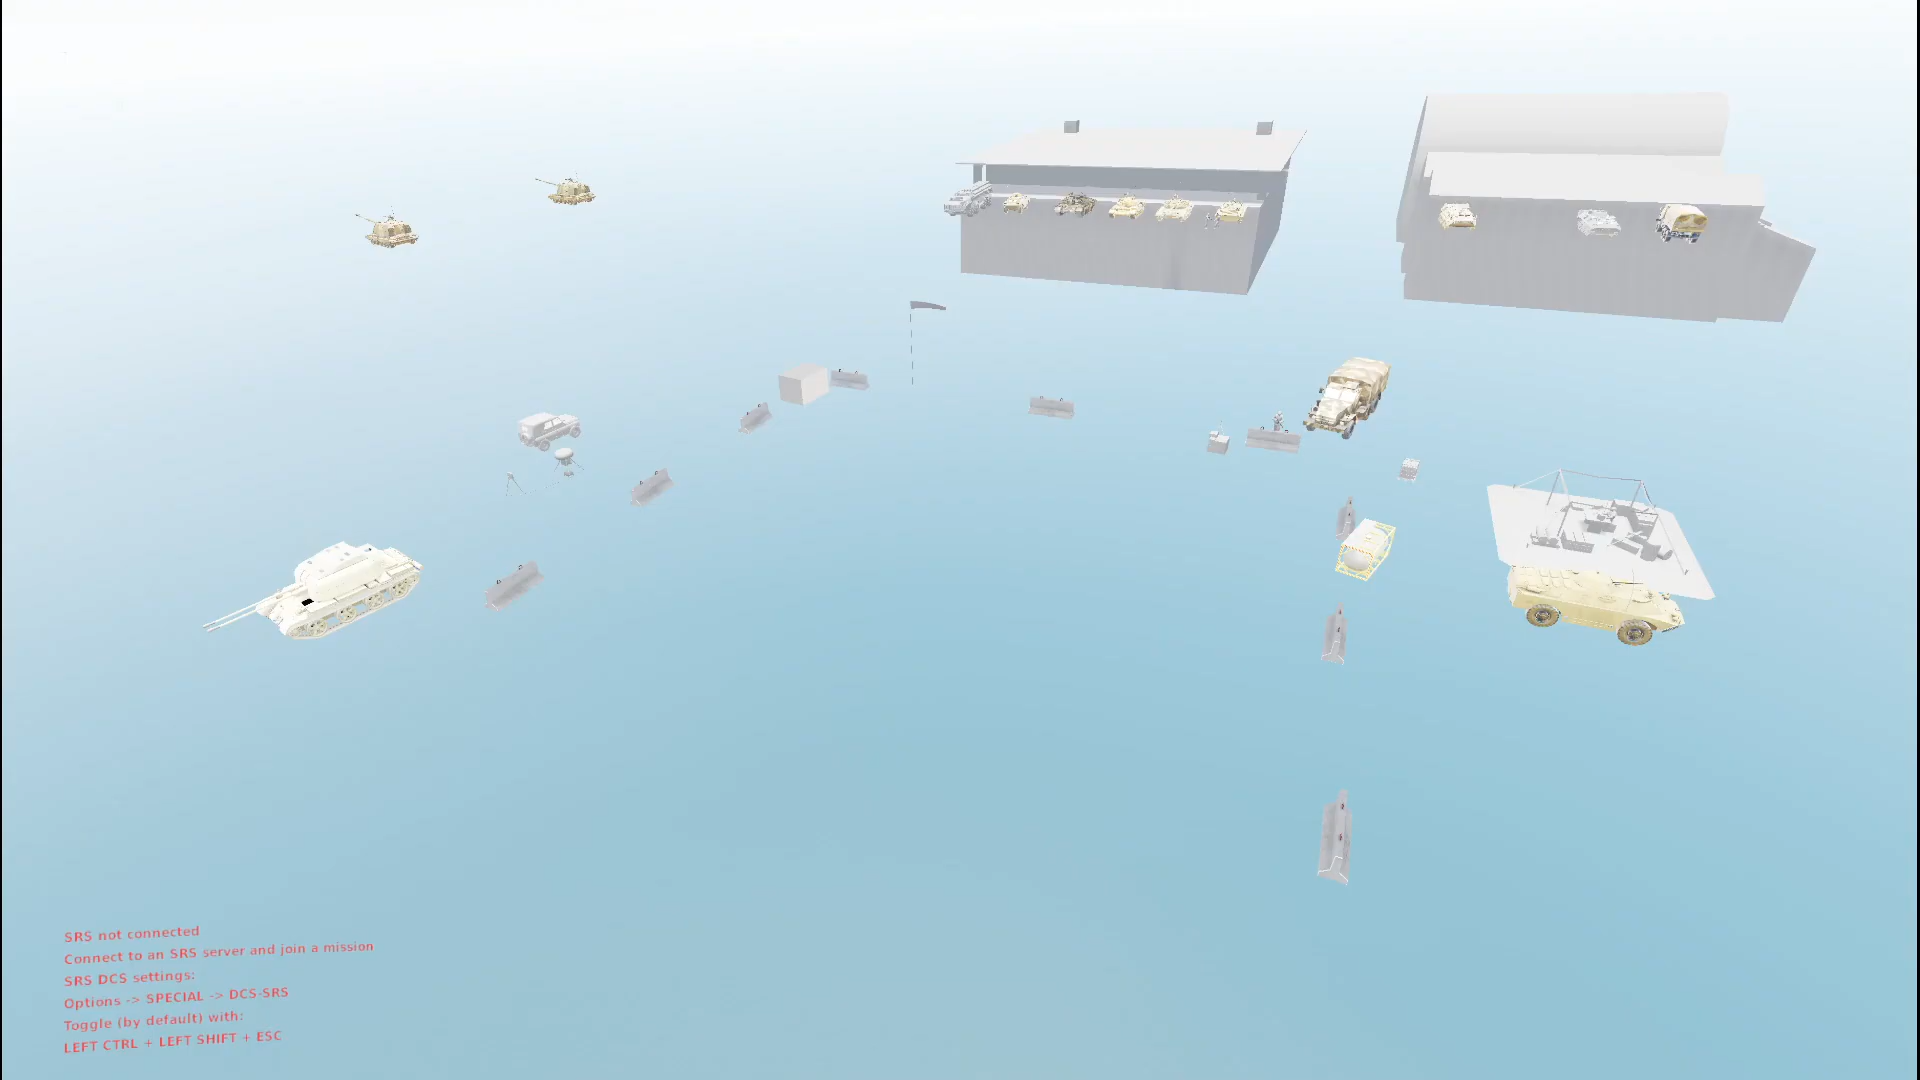 SRS not connected
Connect to an SRS server and join a mission
SRS DCS settings:
Options -> SPECIAL -> DCS-SRS
Toggle (by default) with:
LEFT CTRL + LEFT SHIFT + ESC